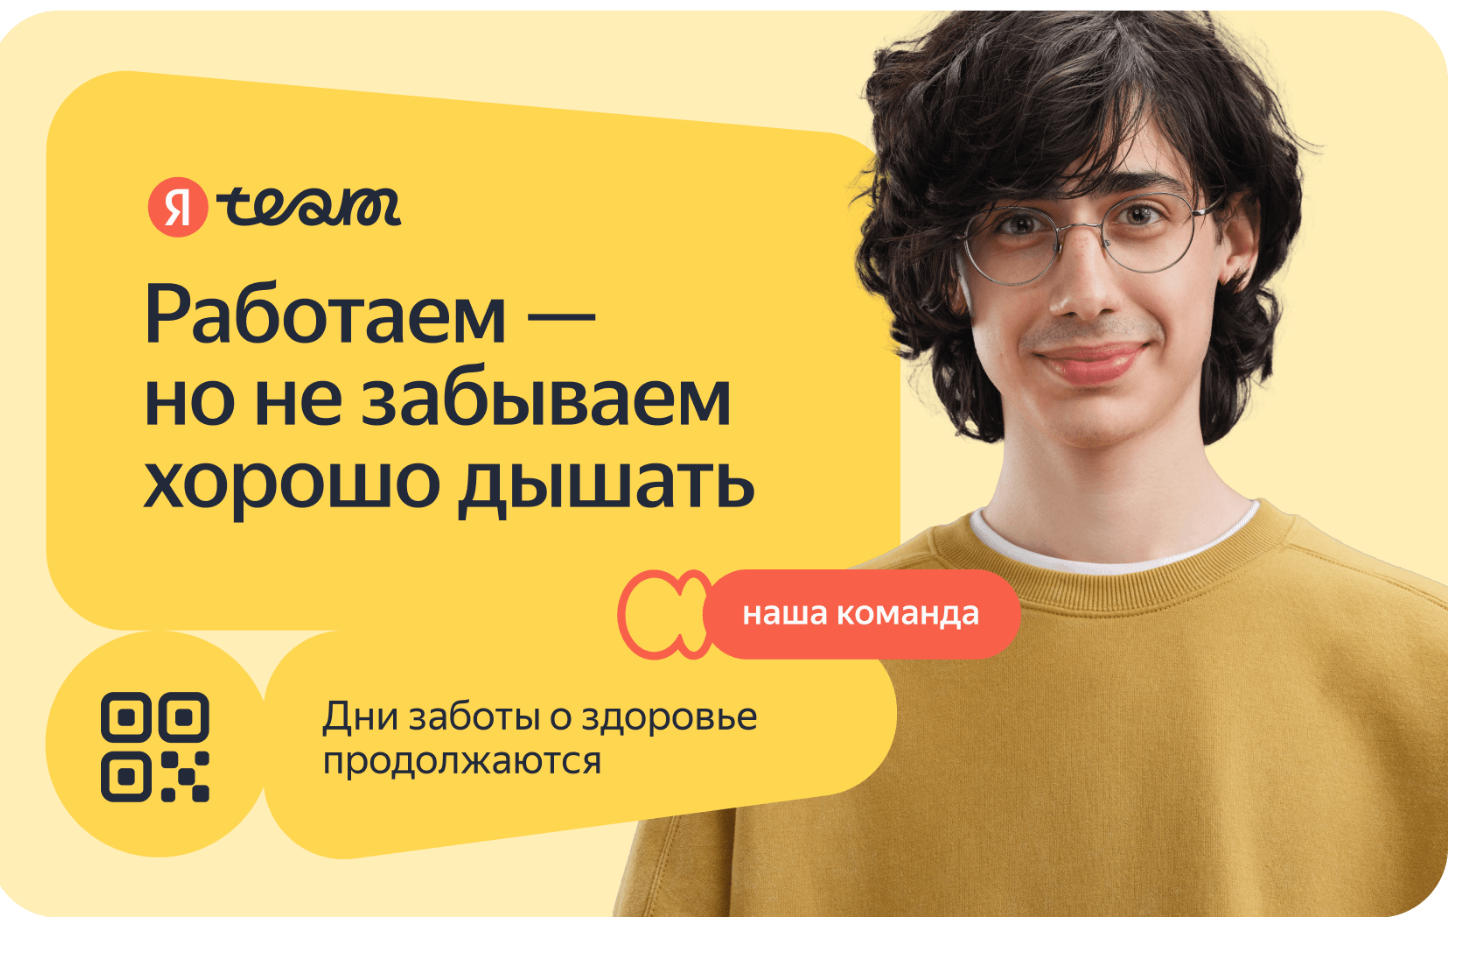 Я team
Работаем —
но не забываем
хорошо дышать
наша команда
Дни заботы о здоровье
продолжаются